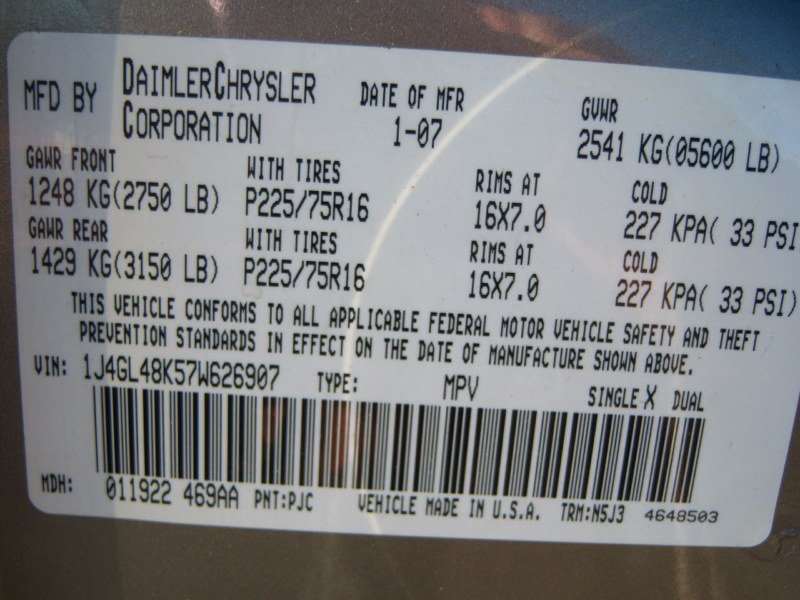 MFD BY DAIMLERCHRYSLER CORPORATION DATE OF MFR 1-07 GVWR 2541 KG(05600 LB)
GAWR FRONT WITH TIRES RIMS AT COLD
1248 KG(2750 LB) P225/75R16 16X7.0 227 KPA( 33 PSI
GAWR REAR WITH TIRES RIMS AT COLD
1429 KG(3150 LB) P225/75R16 16X7.0 227 KPA( 33 PSI)
THIS VEHICLE CONFORMS TO ALL APPLICABLE FEDERAL MOTOR VEHICLE SAFETY AND THEFT
PREVENTION STANDARDS IN EFFECT ON THE DATE OF MANUFACTURE SHOWN ABOVE.
VIN: 1J4GL48K57W626907 TYPE: MPV SINGLE X DUAL
MDH: 011922 469AA PNT:PJC VEHICLE MADE IN U.S.A. TRM:N5J3 4648503